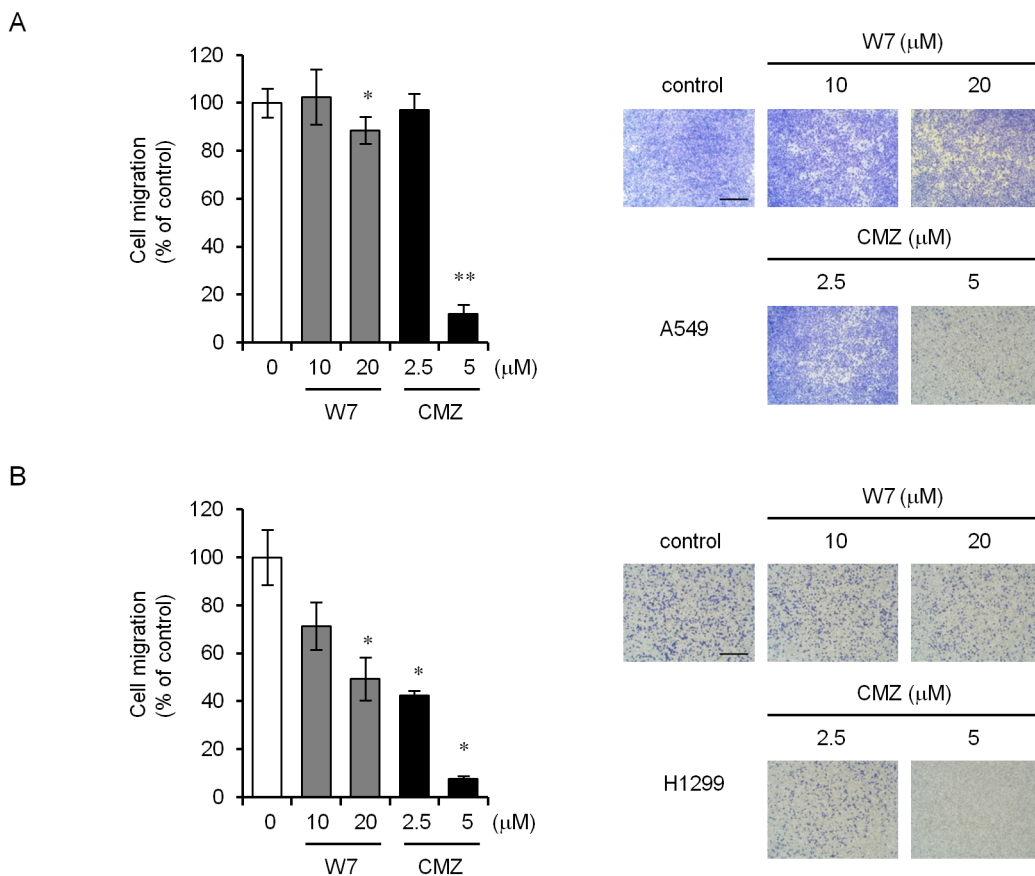 A
120
100
80
60
40
20
0
Cell migration
(% of control)
*
**
0 10 20 2.5 5 (μM)
W7 CMZ
W7 (μM)
control 10 20
CMZ (μM)
2.5 5
A549
B
120
100
80
60
40
20
0
Cell migration
(% of control)
*
*
*
0 10 20 2.5 5 (μM)
W7 CMZ
W7 (μM)
control 10 20
CMZ (μM)
2.5 5
H1299